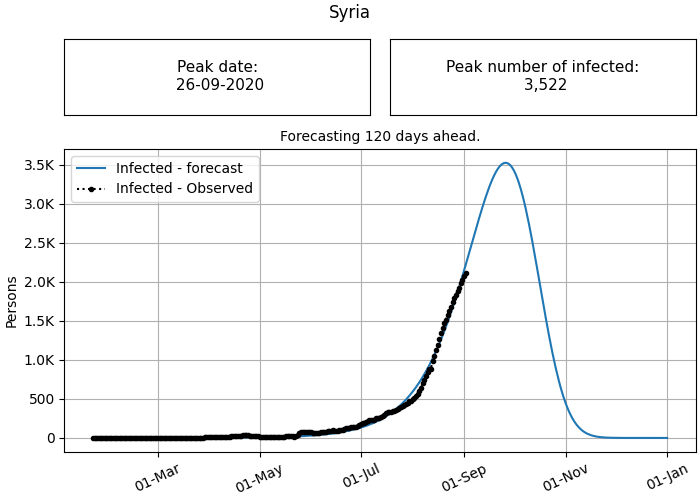 Syria
Peak date:
26-09-2020
Peak number of infected:
3,522
Forecasting 120 days ahead.
Infected - forecast
Infected - Observed
3.5K
3.0K
2.5K
2.0K
1.5K
1.0K
500
0
Persons
01-Mar
01-May
01-Jul
01-Sep
01-Nov
01-Jan